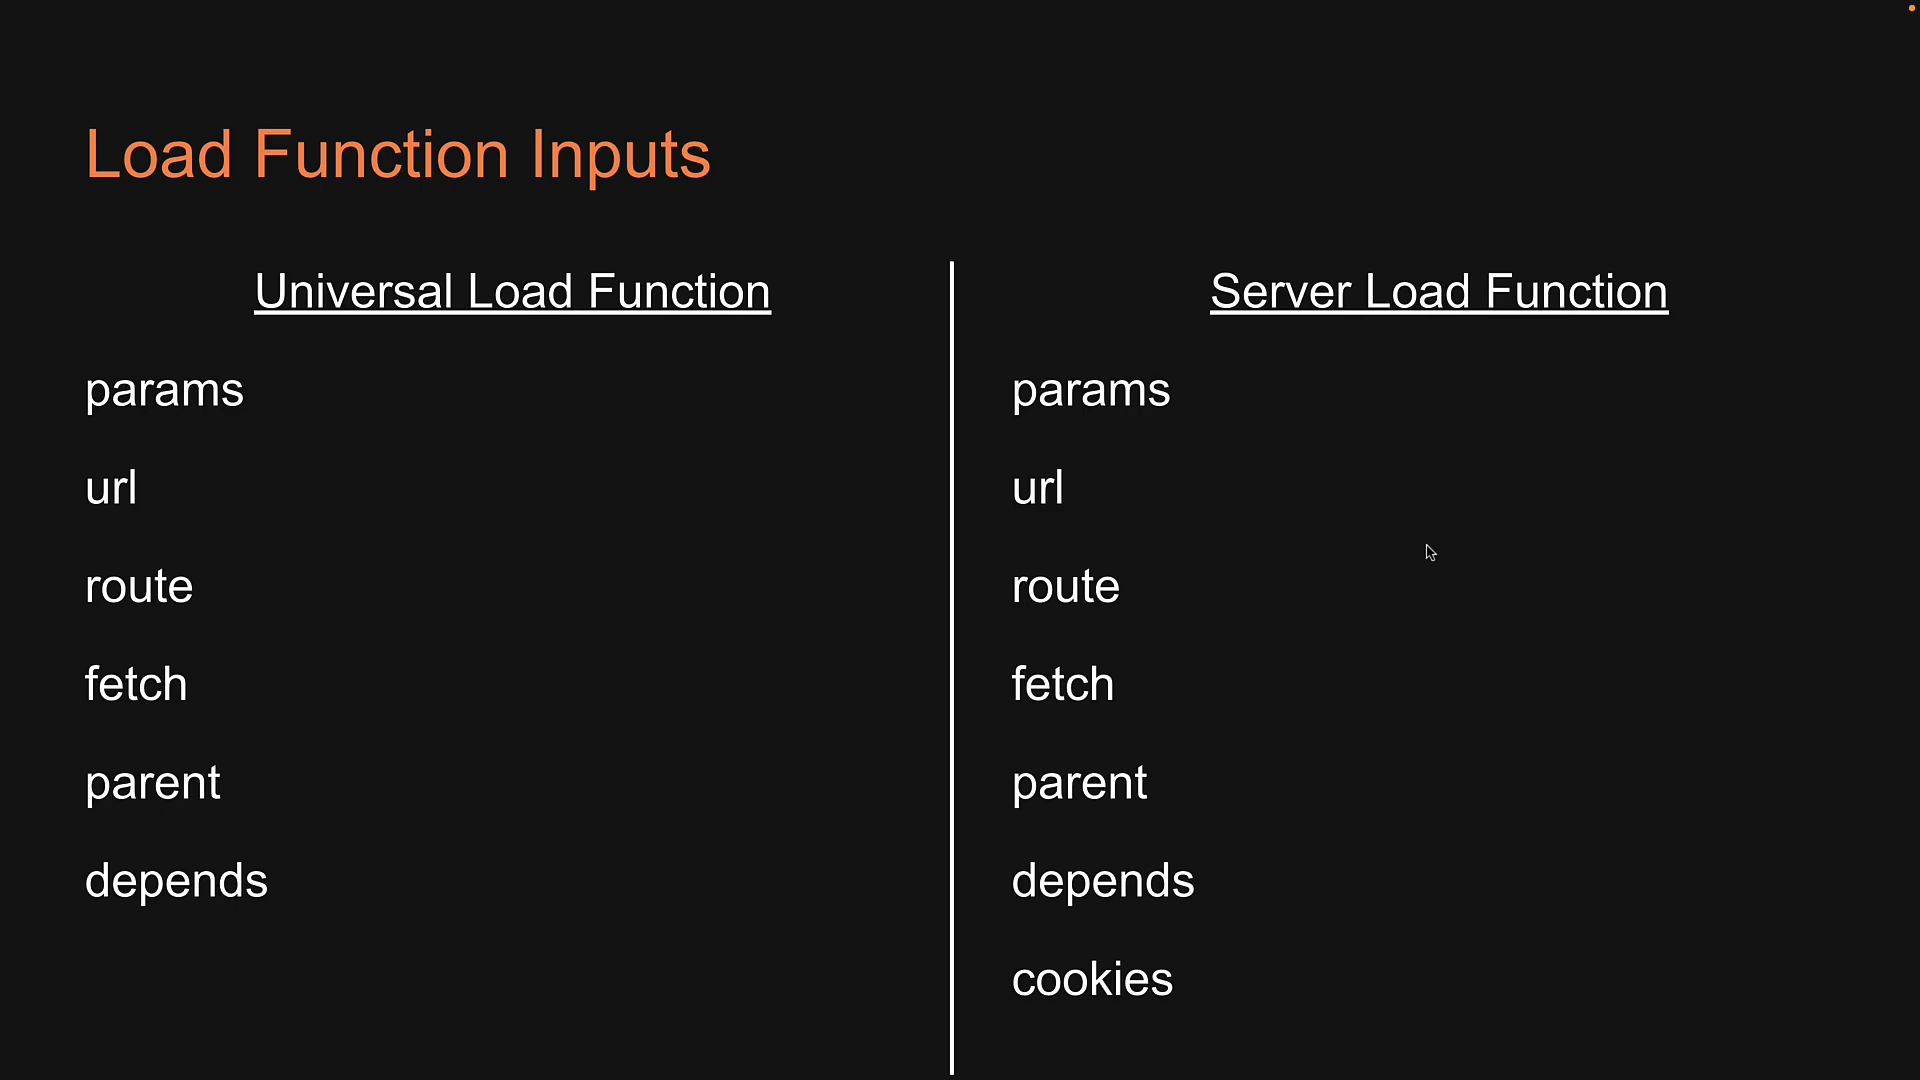 Load Function Inputs
Universal Load Function
params
url
route
fetch
parent
depends
Server Load Function
params
url
route
fetch
parent
depends
cookies